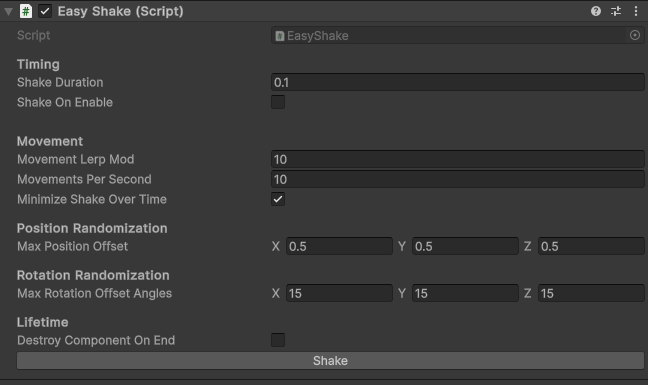 Easy Shake (Script)
Script EasyShake
Timing
Shake Duration 0.1
Shake On Enable
Movement
Movement Lerp Mod 10
Movements Per Second 10
Minimize Shake Over Time
Position Randomization
Max Position Offset X 0.5 Y 0.5 Z 0.5
Rotation Randomization
Max Rotation Offset Angles X 15 Y 15 Z 15
Lifetime
Destroy Component On End
Shake